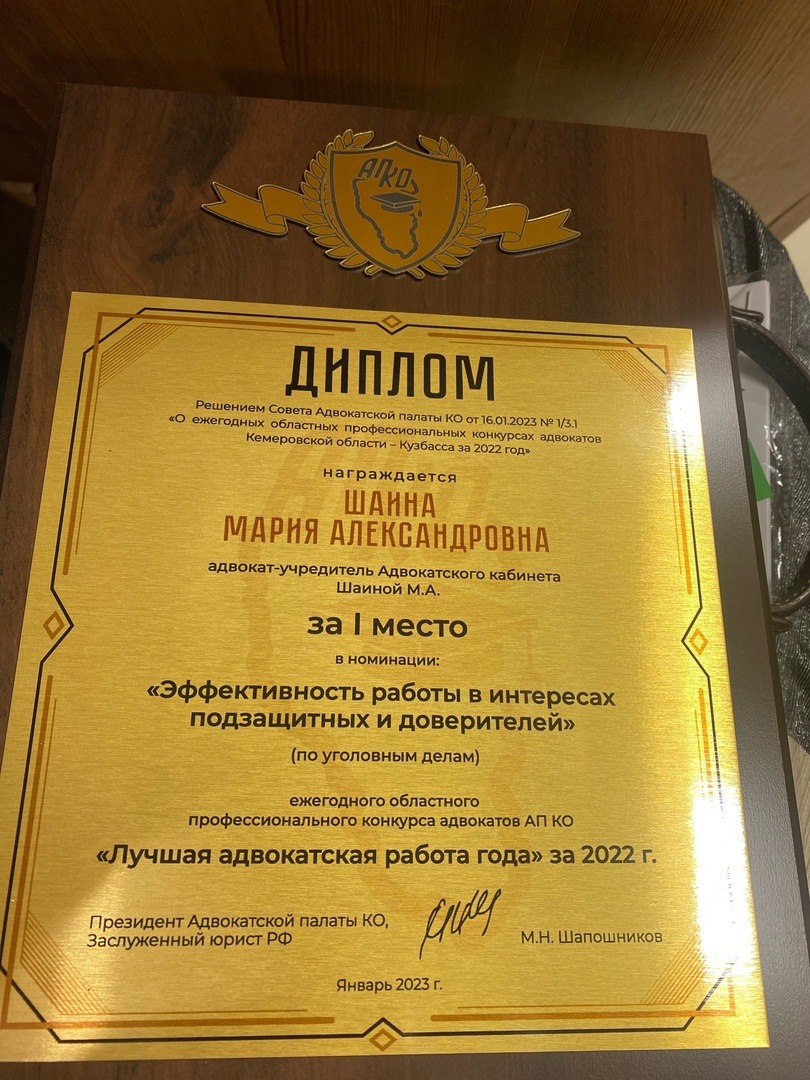 АПКО
ДИПЛОМ
Решением Совета Адвокатской палаты КО от 16.01.2023 № 1/3.1
«О ежегодных областных профессиональных конкурсах адвокатов
Кемеровской области – Кузбасса за 2022 год»
награждается
ШАИНА
МАРИЯ АЛЕКСАНДРОВНА
адвокат-учредитель Адвокатского кабинета
Шаиной М.А.
за I место
в номинации:
«Эффективность работы в интересах
подзащитных и доверителей»
(по уголовным делам)
ежегодного областного
профессионального конкурса адвокатов АП КО
«Лучшая адвокатская работа года» за 2022 г.
Президент Адвокатской палаты КО,
Заслуженный юрист РФ
М.Н. Шапошников
Январь 2023 г.